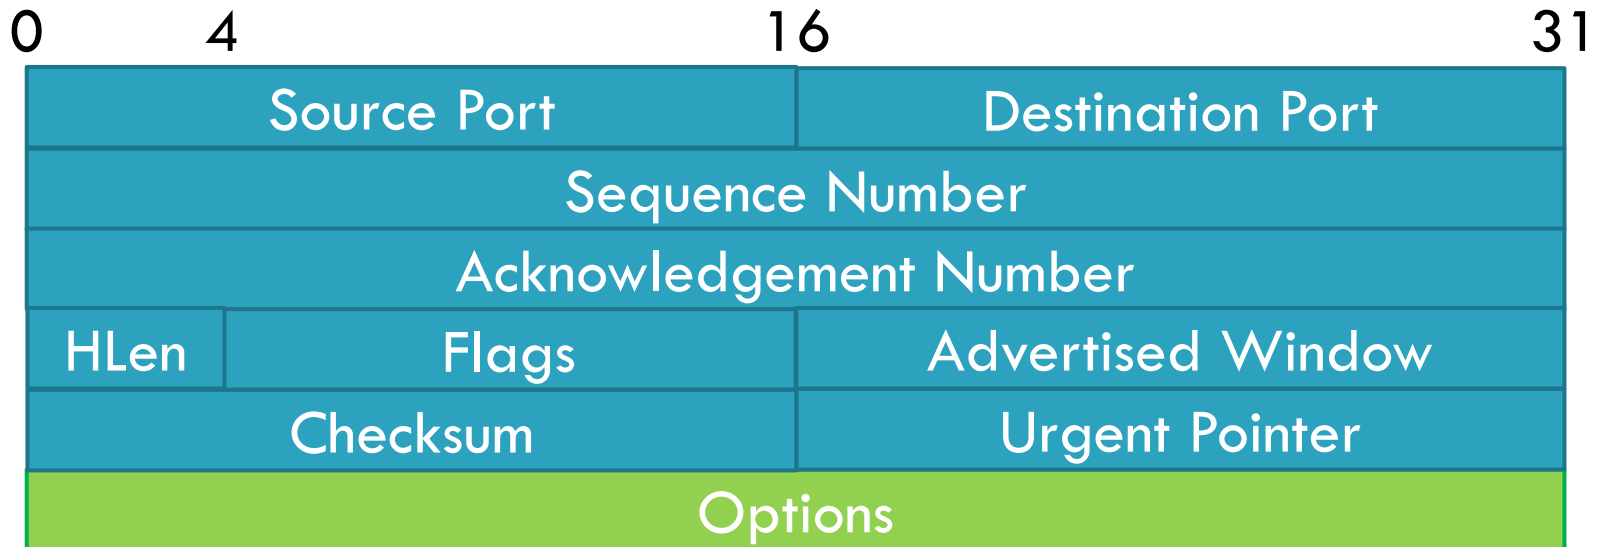 0 4 16 31
Source Port Destination Port
Sequence Number
Acknowledgement Number
HLen Flags Advertised Window
Checksum Urgent Pointer
Options